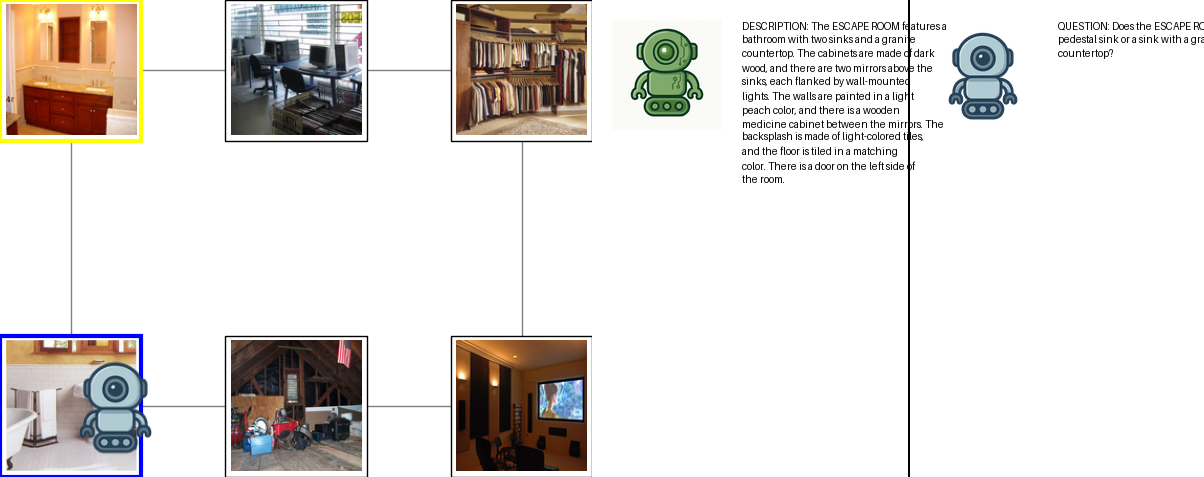 DESCRIPTION: The ESCAPE ROOM features a
bathroom with two sinks and a granite
countertop. The cabinets are made of dark
wood, and there are two mirrors above the
sinks, each flanked by wall-mounted
lights. The walls are painted in a light
peach color, and there is a wooden
medicine cabinet between the mirrors. The
backsplash is made of light-colored tiles,
and the floor is tiled in a matching
color. There is a door on the left side of
the room.
QUESTION: Does the ESCAPE RO
pedestal sink or a sink with a gra
countertop?